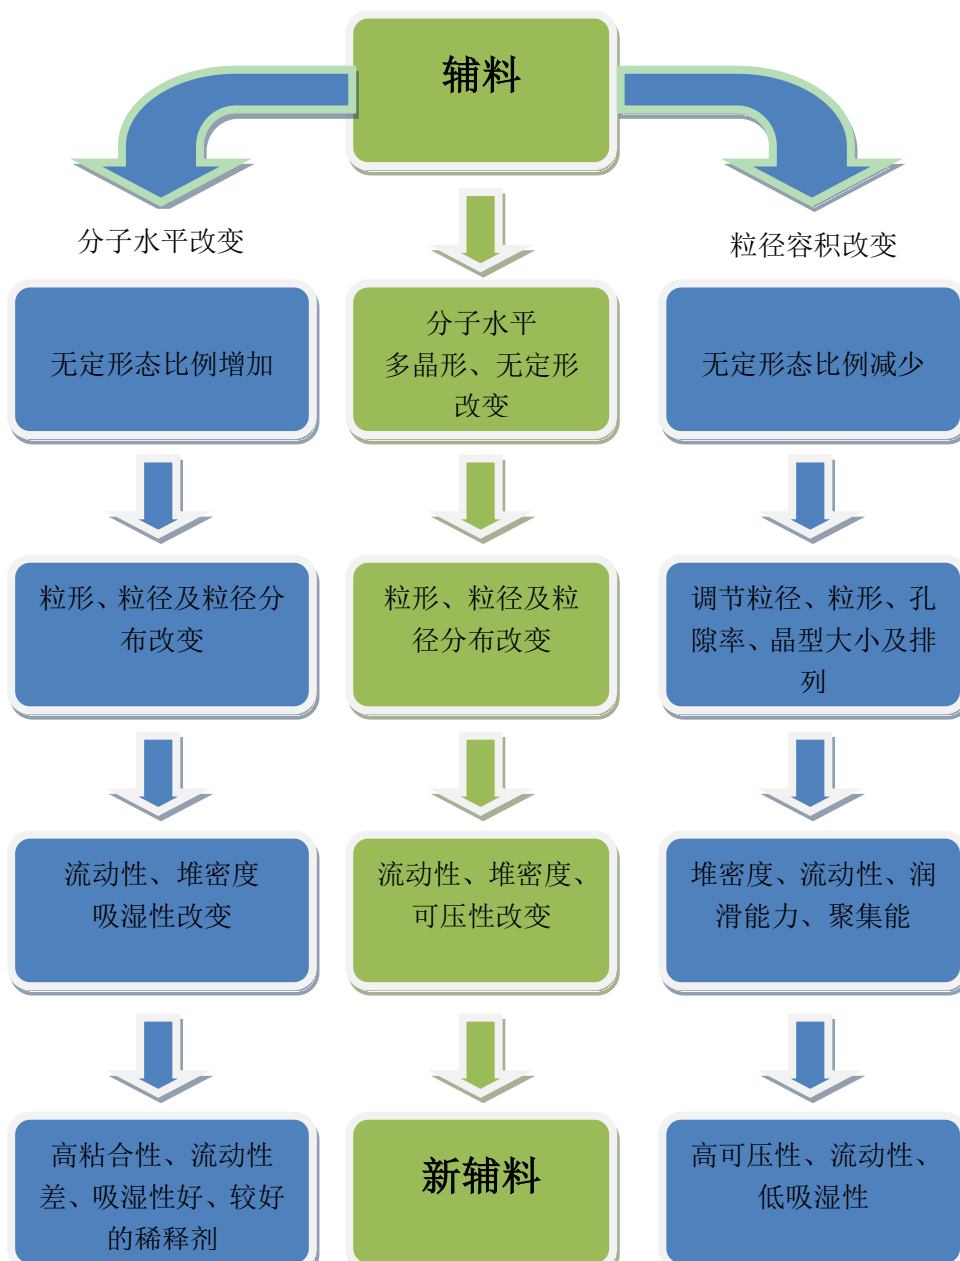 辅料
分子水平改变
粒径容积改变
无定形态比例增加
分子水平
多晶形、无定形
改变
无定形态比例减少
粒形、粒径及粒径分
布改变
粒形、粒径及粒
径分布改变
调节粒径、粒形、孔
隙率、晶型大小及排
列
流动性、堆密度
吸湿性改变
流动性、堆密度、
可压性改变
堆密度、流动性、润
滑能力、聚集能
高粘合性、流动性
差、吸湿性好、较好
的稀释剂
新辅料
高可压性、流动性、
低吸湿性